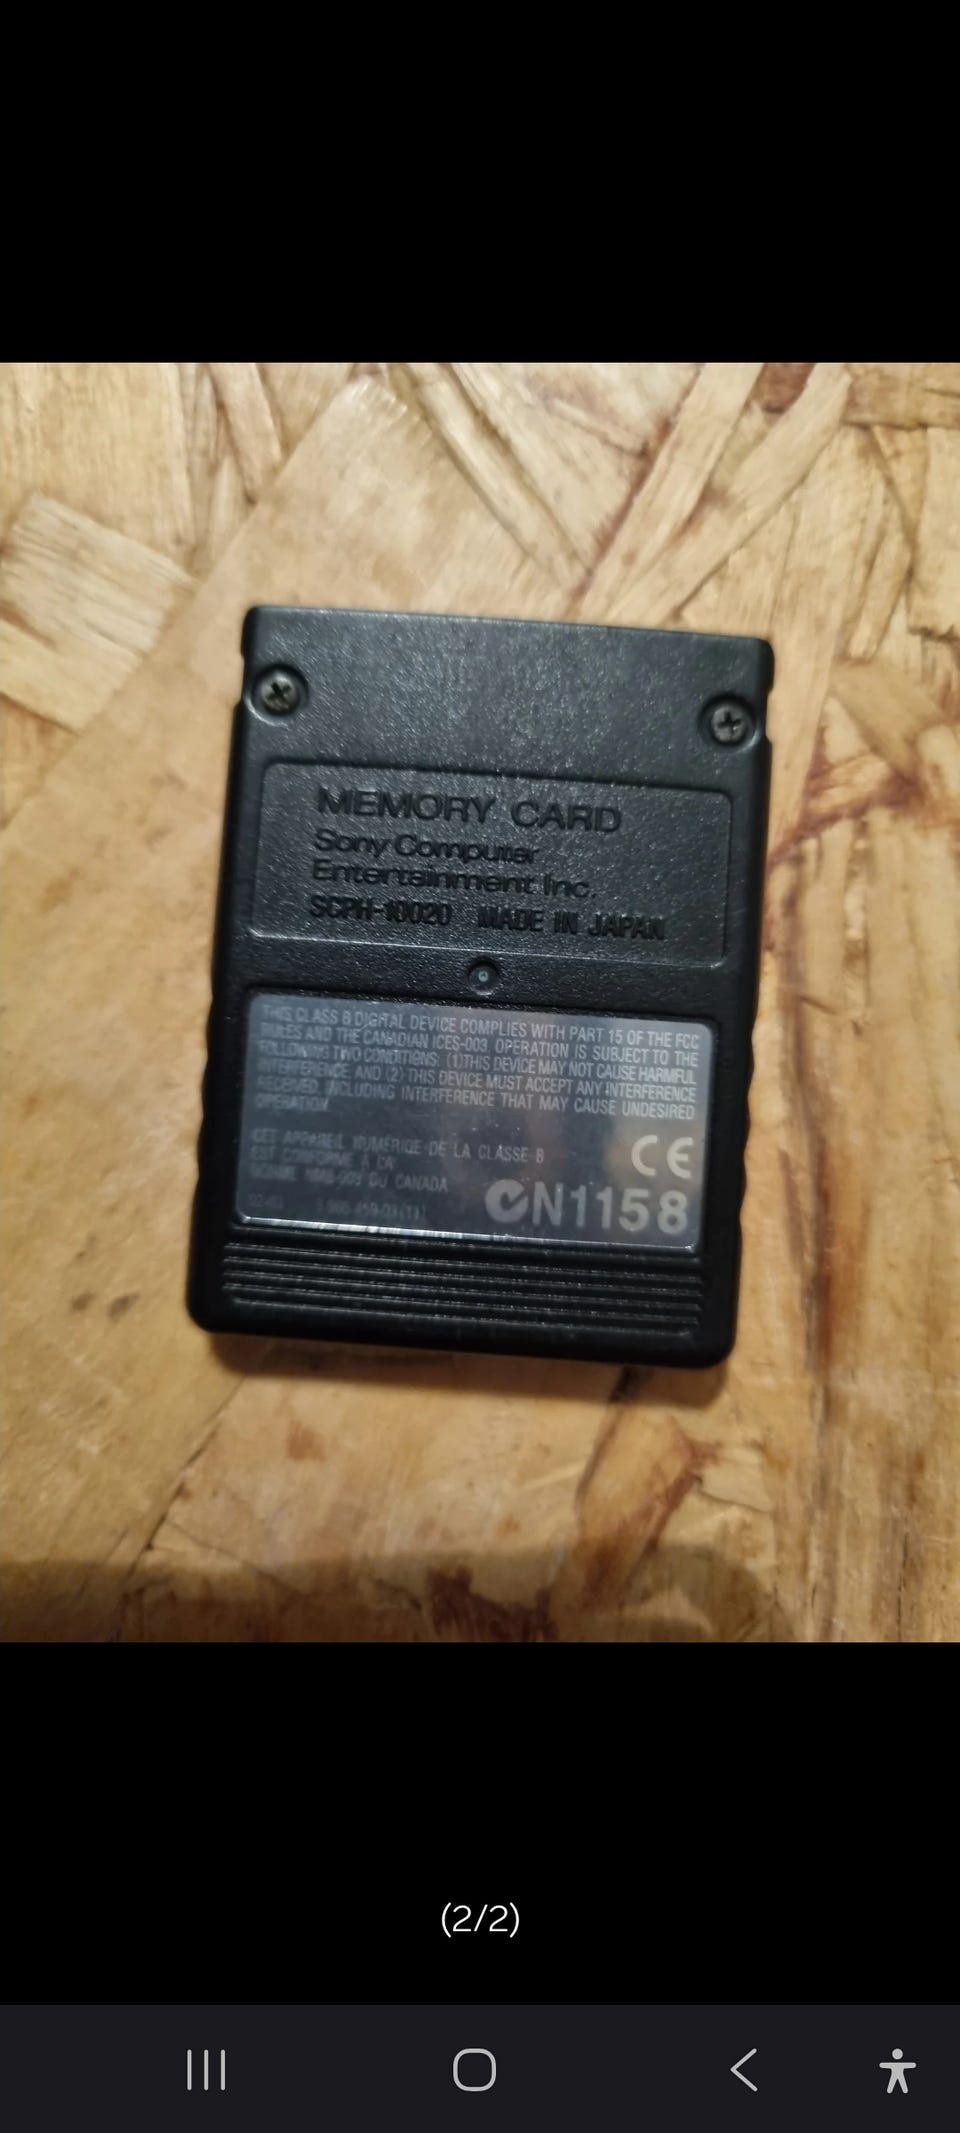 MEMORY CARD
Sony Computer
Entertainment Inc.
SCPH-10020 MADE IN JAPAN
THIS CLASS B DIGITAL DEVICE COMPLIES WITH PART 15 OF THE FCC
RULES AND THE CANADIAN ICES-003. OPERATION IS SUBJECT TO THE
FOLLOWING TWO CONDITIONS: (1)THIS DEVICE MAY NOT CAUSE HARMFUL
INTERFERENCE, AND (2) THIS DEVICE MUST ACCEPT ANY INTERFERENCE
RECEIVED, INCLUDING INTERFERENCE THAT MAY CAUSE UNDESIRED
OPERATION.
CET APPAREIL NUMÉRIQUE DE LA CLASSE B
EST CONFORME À LA
NORME NMB-003 DU CANADA
CE
N1158
(2/2)